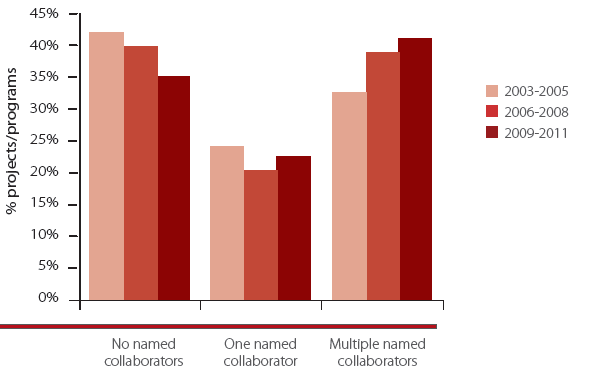 % projects/programs
45%
40%
35%
30%
25%
20%
15%
10%
5%
0%
No named
collaborators
One named
collaborator
Multiple named
collaborators
2003-2005
2006-2008
2009-2011